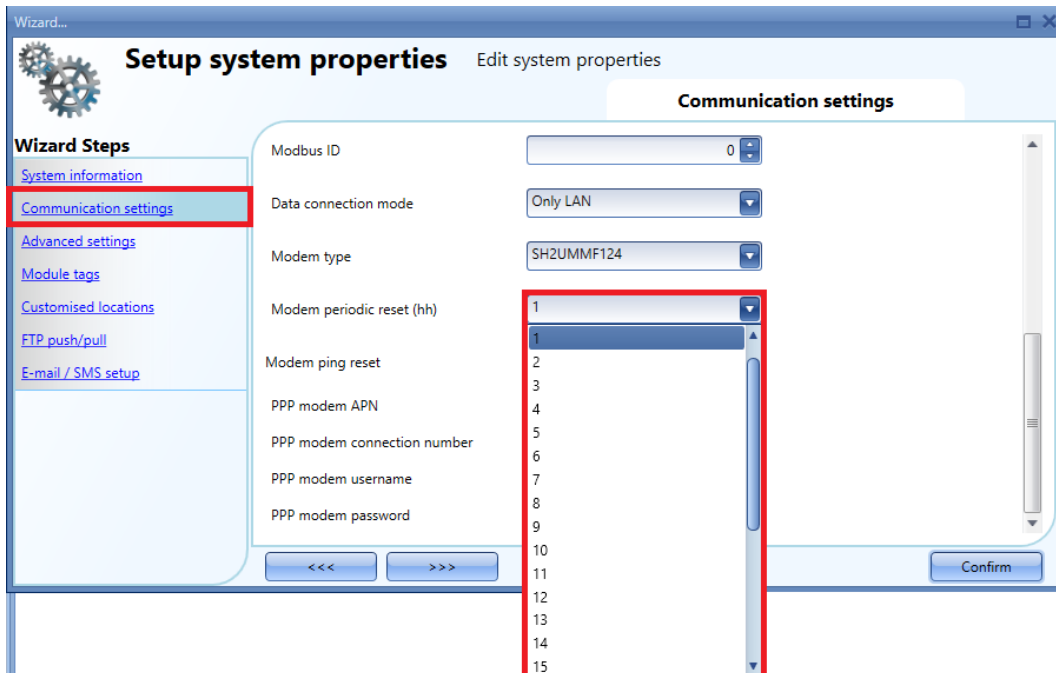 Wizard...
Setup system properties Edit system properties
Communication settings
Wizard Steps
System information
Communication settings
Advanced settings
Module tags
Customised locations
FTP push/pull
E-mail / SMS setup
Modbus ID 0
Data connection mode Only LAN
Modem type SH2UMMF124
Modem periodic reset (hh) 1
Modem ping reset
PPP modem APN
PPP modem connection number
PPP modem username
PPP modem password
1
2
3
4
5
6
7
8
9
10
11
12
13
14
15
<<< >>> Confirm